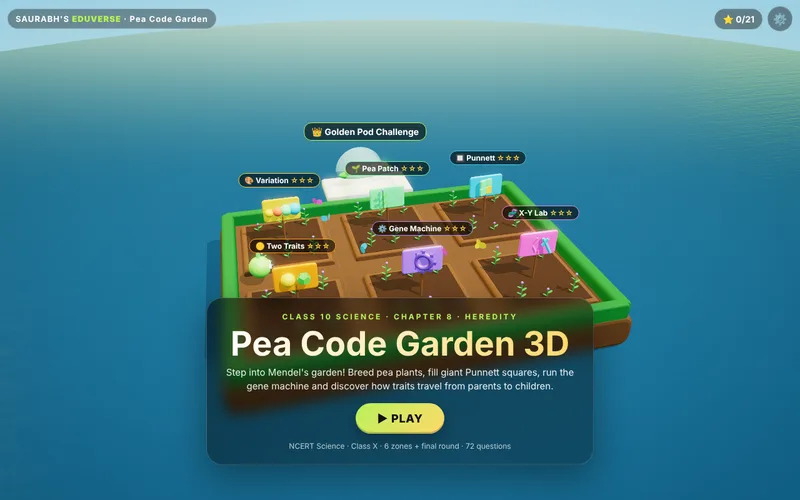 SAURABH'S EDUVERSE · Pea Code Garden
⭐ 0/21
👑 Golden Pod Challenge
🔲 Punnett ☆☆☆
🌱 Pea Patch ☆☆☆
🎨 Variation ☆☆☆
🧬 X-Y Lab ☆☆☆
⚙️ Gene Machine ☆☆☆
🟡 Two Traits ☆☆☆
CLASS 10 SCIENCE · CHAPTER 8 · HEREDITY
Pea Code Garden 3D
Step into Mendel's garden! Breed pea plants, fill giant Punnett squares, run the
gene machine and discover how traits travel from parents to children.
▶ PLAY
NCERT Science · Class X · 6 zones + final round · 72 questions